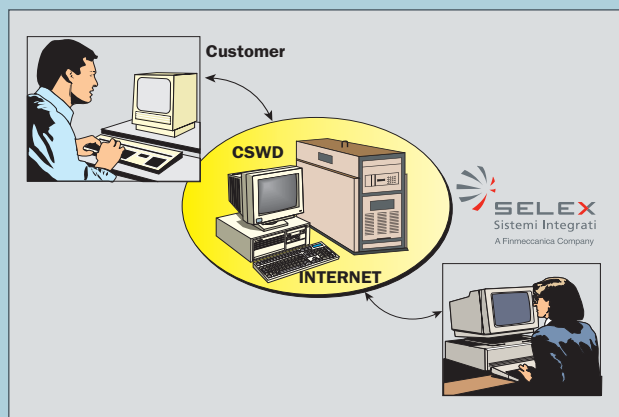 Customer
CSWD
SELEX
Sistemi Integrati
A Finmeccanica Company
INTERNET